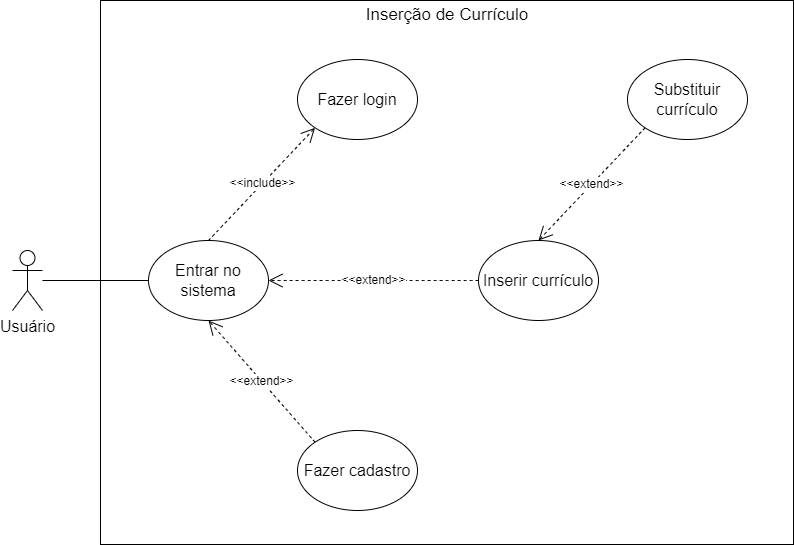 Inserção de Currículo
Fazer login
Substituir
currículo
<<include>>
<<extend>>
Entrar no
sistema
<<extend>>
Inserir currículo
Usuário
<<extend>>
Fazer cadastro